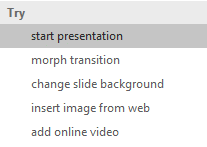 Try
start presentation
morph transition
change slide background
insert image from web
add online video